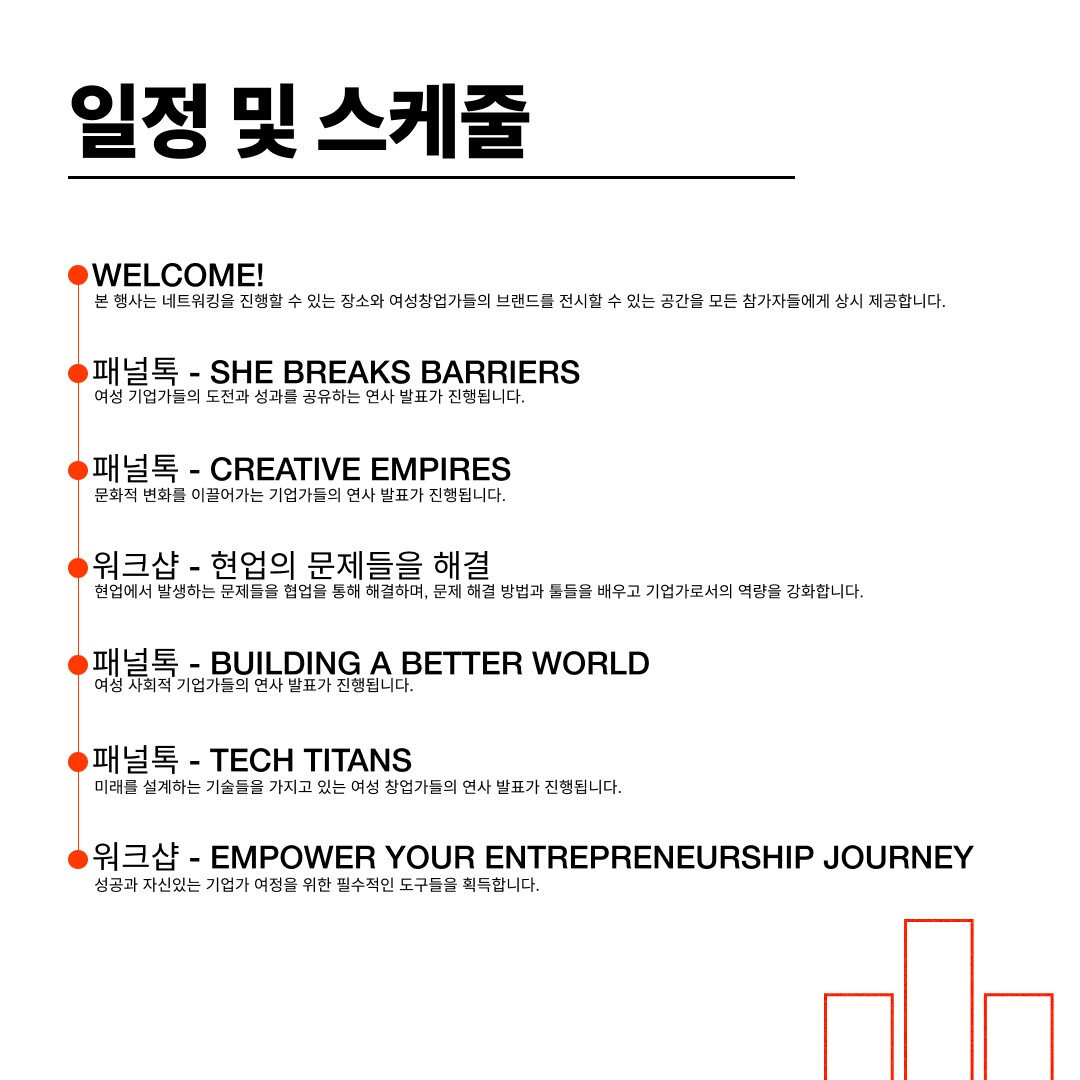 일정 및 스케줄
WELCOME!
본 행사는 네트워킹을 진행할 수 있는 장소와 여성창업가들의 브랜드를 전시할 수 있는 공간을 모든 참가자들에게 상시 제공합니다.
패널톡 - SHE BREAKS BARRIERS
여성 기업가들의 도전과 성과를 공유하는 연사 발표가 진행됩니다.
패널톡 - CREATIVE EMPIRES
문화적 변화를 이끌어가는 기업가들의 연사 발표가 진행됩니다.
워크샵 - 현업의 문제들을 해결
현업에서 발생하는 문제들을 협업을 통해 해결하며, 문제 해결 방법과 툴들을 배우고 기업가로서의 역량을 강화합니다.
패널톡 - BUILDING A BETTER WORLD
여성 사회적 기업가들의 연사 발표가 진행됩니다.
패널톡 - TECH TITANS
미래를 설계하는 기술들을 가지고 있는 여성 창업가들의 연사 발표가 진행됩니다.
워크샵 - EMPOWER YOUR ENTREPRENEURSHIP JOURNEY
성공과 자신있는 기업가 여정을 위한 필수적인 도구들을 획득합니다.